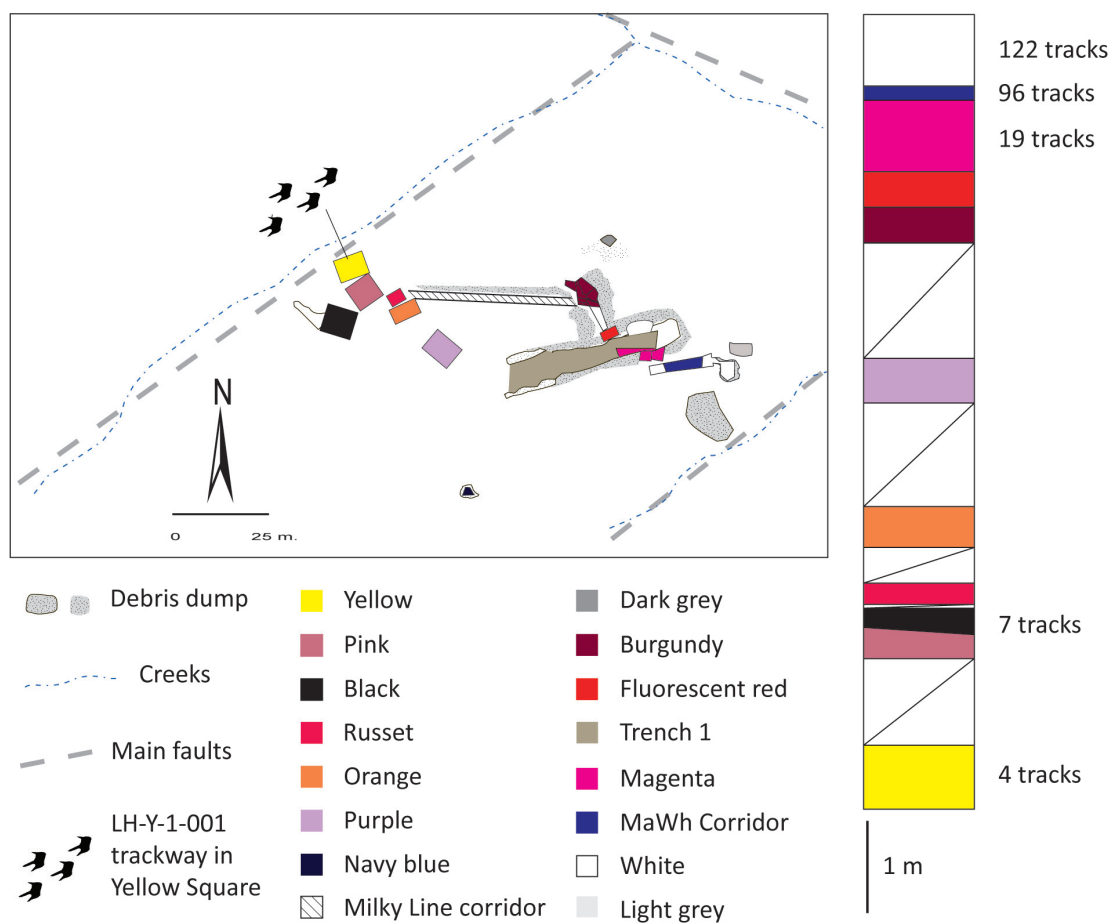 122 tracks
96 tracks
19 tracks
N
0 25 m.
Debris dump
Creeks
Main faults
LH-Y-1-001
trackway in
Yellow Square
Yellow
Pink
Black
Russet
Orange
Purple
Navy blue
Milky Line corridor
Dark grey
Burgundy
Fluorescent red
Trench 1
Magenta
MaWh Corridor
White
Light grey
7 tracks
4 tracks
1 m